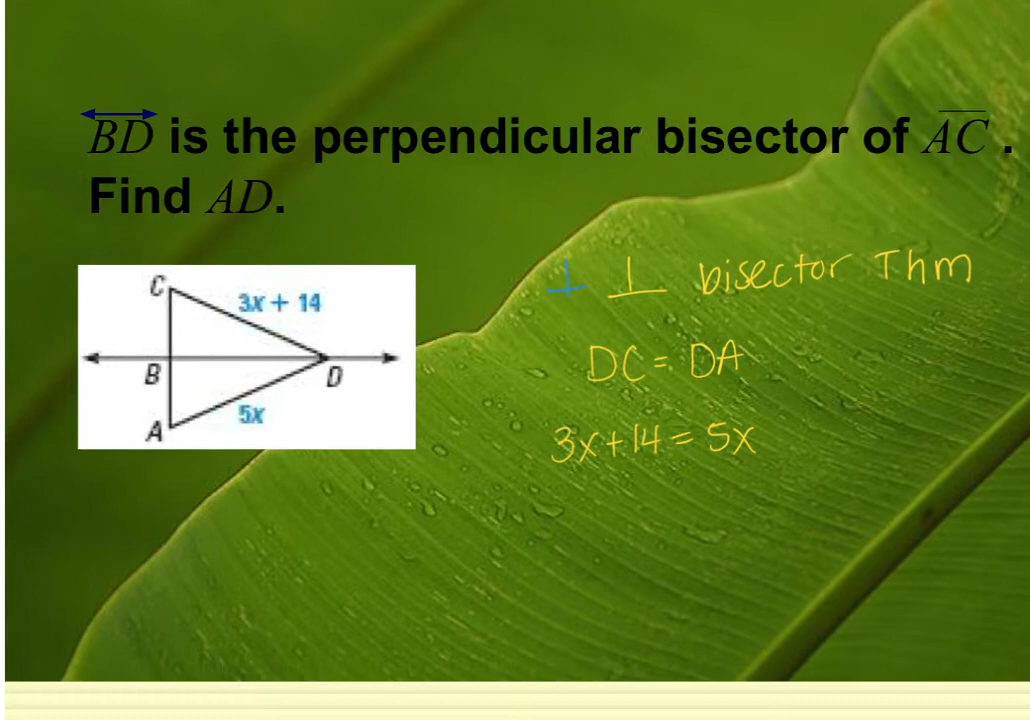 BD is the perpendicular bisector of AC.
Find AD.
C
3x + 14
B
D
A
5x
⊥ ⊥ bisector Thm
DC = DA
3x+14 = 5x